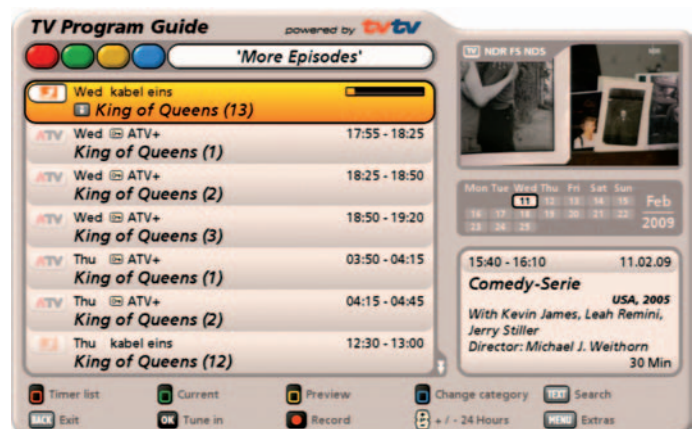 TV Program Guide
powered by tvtv
'More Episodes'
Wed kabel eins
King of Queens (13)
ATV Wed ATV+ 17:55 - 18:25
King of Queens (1)
ATV Wed ATV+ 18:25 - 18:50
King of Queens (2)
ATV Wed ATV+ 18:50 - 19:20
King of Queens (3)
ATV Thu ATV+ 03:50 - 04:15
King of Queens (1)
ATV Thu ATV+ 04:15 - 04:45
King of Queens (2)
Thu kabel eins 12:30 - 13:00
King of Queens (12)
TV NDR FS NDS
Mon Tue Wed Thu Fri Sat Sun
11 12 13 14 15 Feb
16 17 18 19 20 21 22
23 24 25 2009
15:40 - 16:10 11.02.09
Comedy-Serie
USA, 2005
With Kevin James, Leah Remini,
Jerry Stiller
Director: Michael J. Weithorn
30 Min
Timer list Current Preview Change category TEXT Search
BACK Exit OK Tune in Record + / - 24 Hours MENU Extras